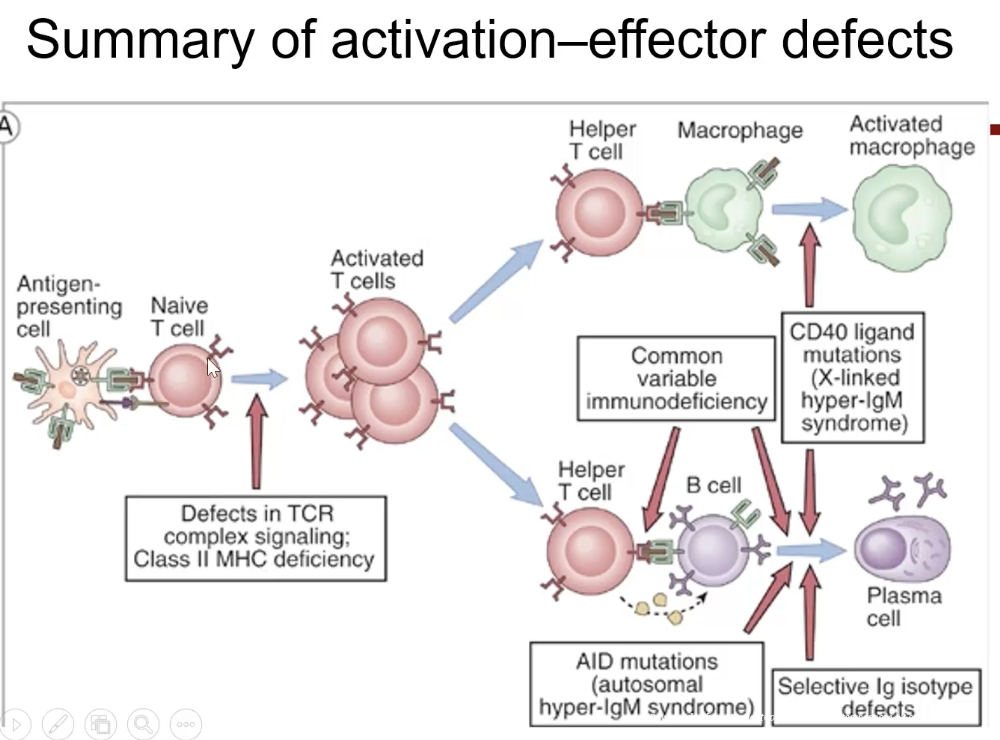 Summary of activation–effector defects
A
Helper
T cell
Macrophage
Activated
macrophage
Antigen-
presenting
cell
Naive
T cell
Activated
T cells
Common
variable
immunodeficiency
CD40 ligand
mutations
(X-linked
hyper-IgM
syndrome)
Defects in TCR
complex signaling;
Class II MHC deficiency
Helper
T cell
B cell
Plasma
cell
AID mutations
(autosomal
hyper-IgM syndrome)
Selective Ig isotype
defects